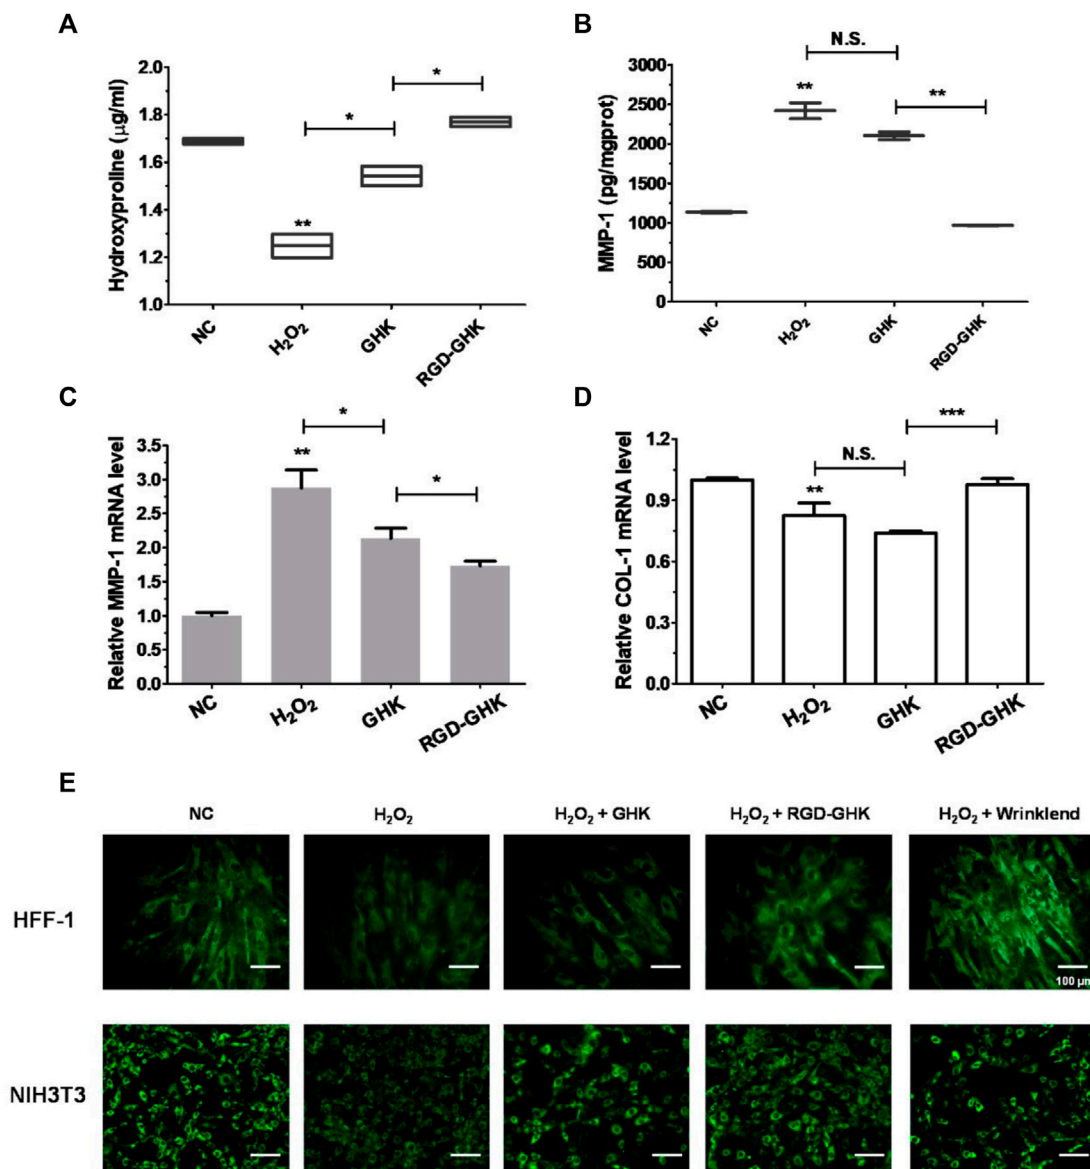 A
Hydroxyproline (μg/ml)
2.0
1.8
1.6
1.4
1.2
1.0
*
*
**
NC
H₂O₂
GHK
RGD-GHK
B
MMP-1 (pg/mgprot)
3000
2500
2000
1500
1000
500
0
N.S.
**
**
NC
H₂O₂
GHK
RGD-GHK
C
Relative MMP-1 mRNA level
3.5
3.0
2.5
2.0
1.5
1.0
0.5
0.0
*
**
*
NC
H₂O₂
GHK
RGD-GHK
D
Relative COL-1 mRNA level
1.2
0.9
0.6
0.3
0.0
***
N.S.
**
NC
H₂O₂
GHK
RGD-GHK
E
NC H₂O₂ H₂O₂ + GHK H₂O₂ + RGD-GHK H₂O₂ + Wrinklend
HFF-1
100 μm
NIH3T3